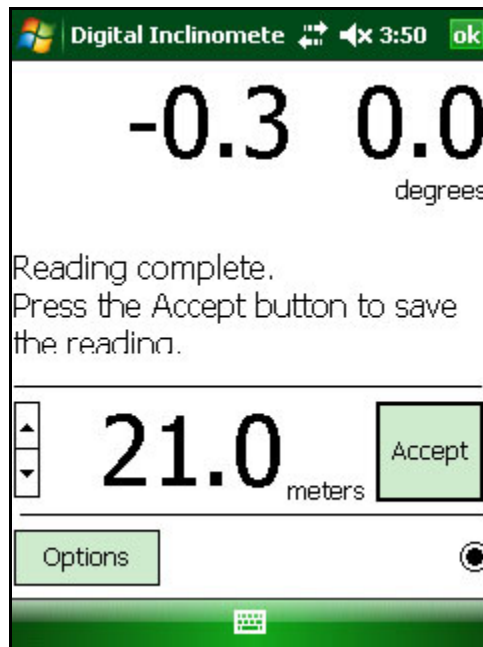 Digital Inclinomete 3:50 ok
-0.3 0.0
degrees
Reading complete.
Press the Accept button to save
the reading.
21.0 meters
Accept
Options